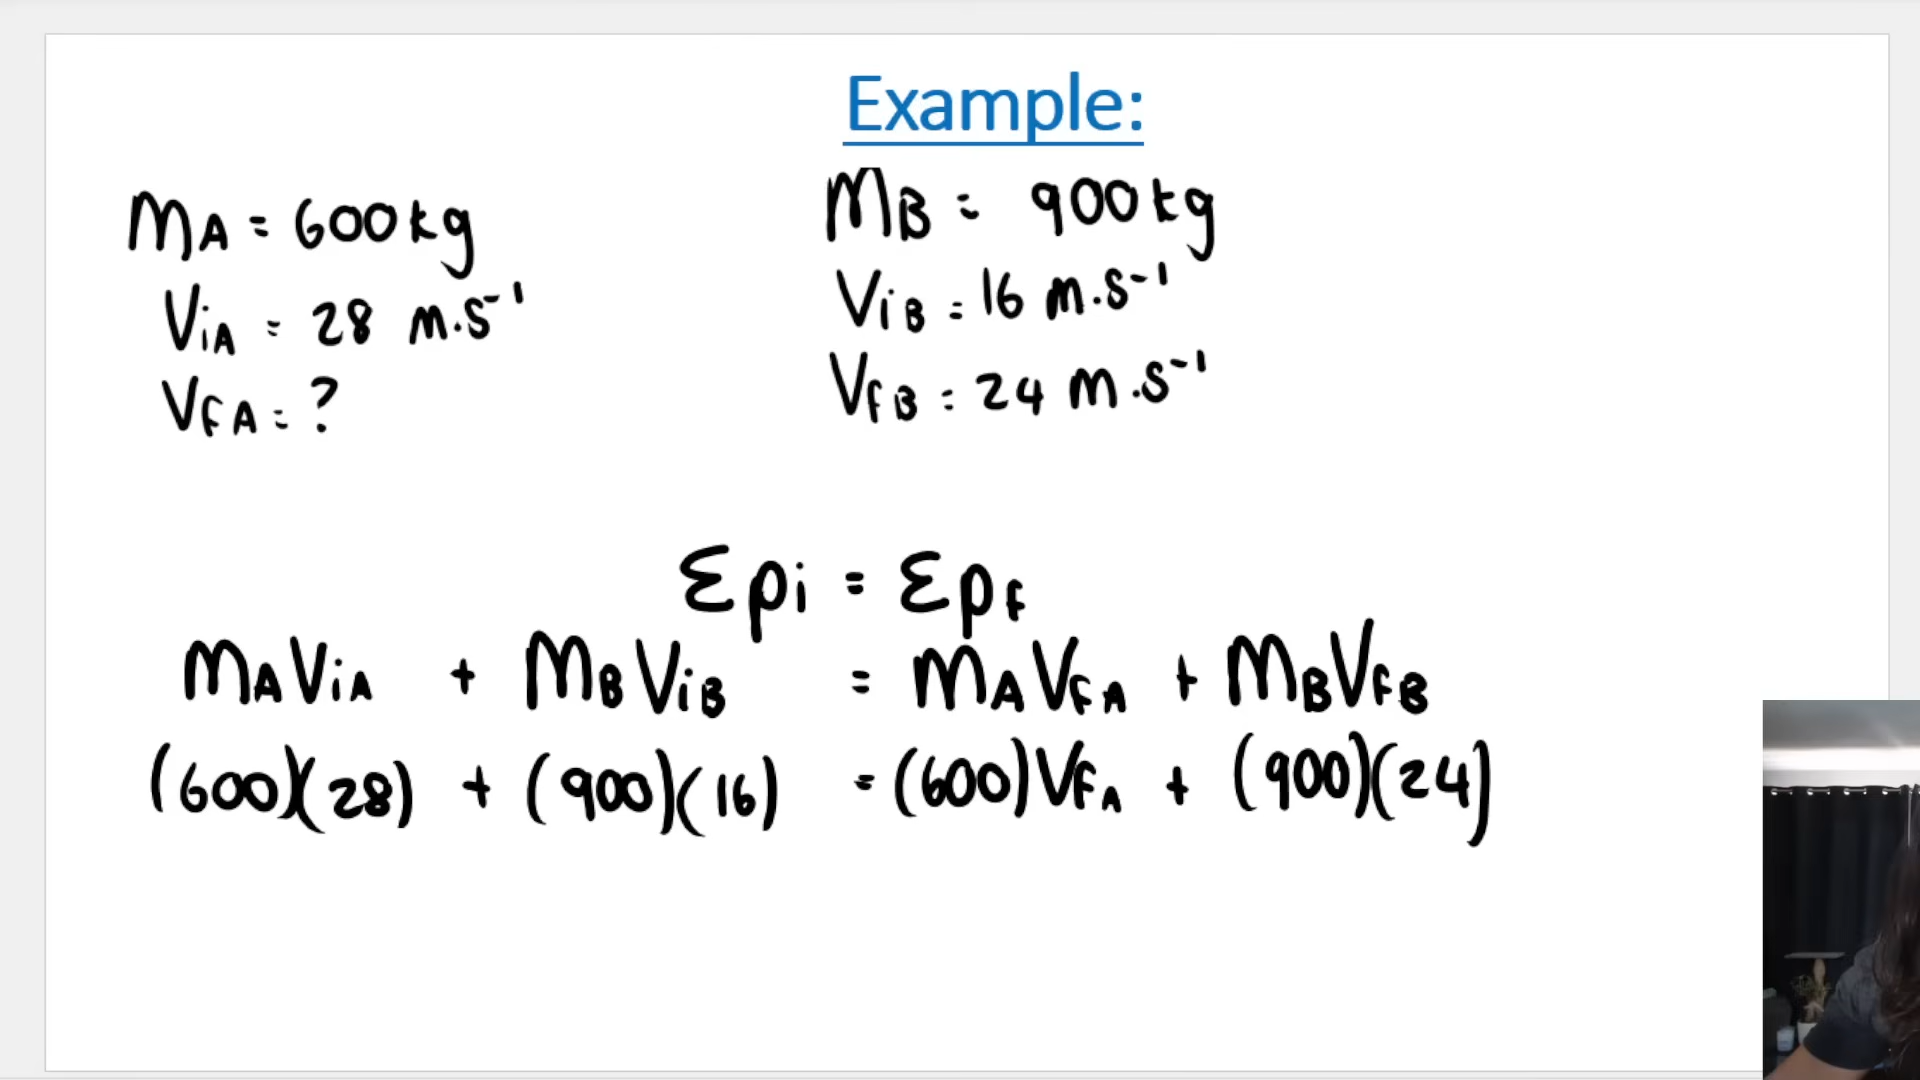 Example:
MA = 600kg
ViA = 28 m.s⁻¹
VFA = ?
MB = 900kg
ViB = 16 m.s⁻¹
VfB = 24 m.s⁻¹
Σpi = Σpf
MAViA + MBViB = MAVFA + MBVFB
(600)(28) + (900)(16) = (600)VFA + (900)(24)